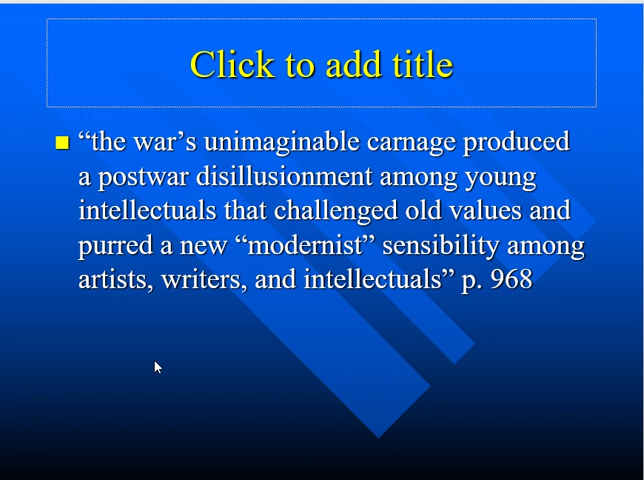 Click to add title
“the war’s unimaginable carnage produced
a postwar disillusionment among young
intellectuals that challenged old values and
purred a new “modernist” sensibility among
artists, writers, and intellectuals” p. 968